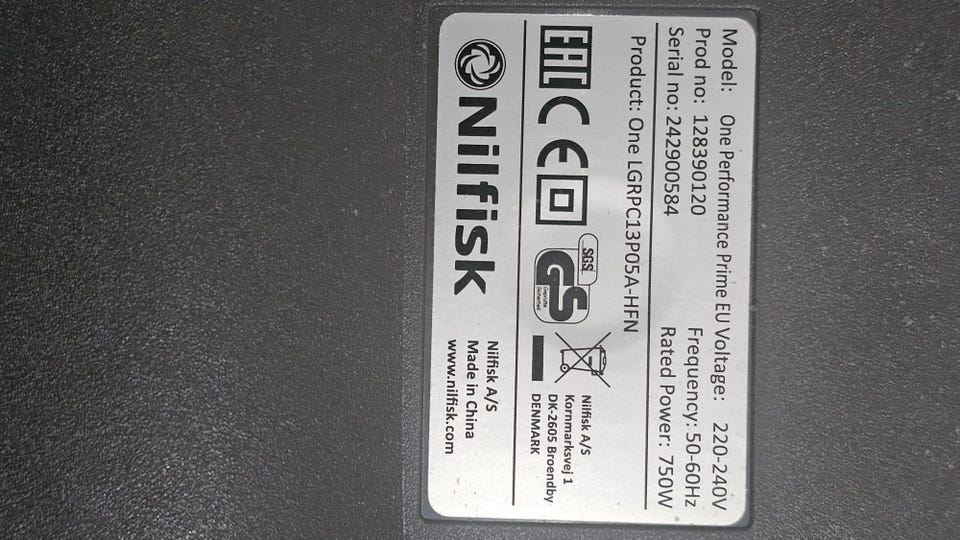 Model: One Performance Prime EU Voltage: 220-240V
Prod no: 128390120 Frequency: 50-60Hz
Serial no: 242900584 Rated Power: 750W
Product: One LGRPC13P05A-HFN
EAC CE SGS GS
Geprüfte
Sicherheit
Nilfisk A/S
Kornmarksvej 1
DK-2605 Broendby
DENMARK
Nilfisk
Nilfisk A/S
Made in China
www.nilfisk.com